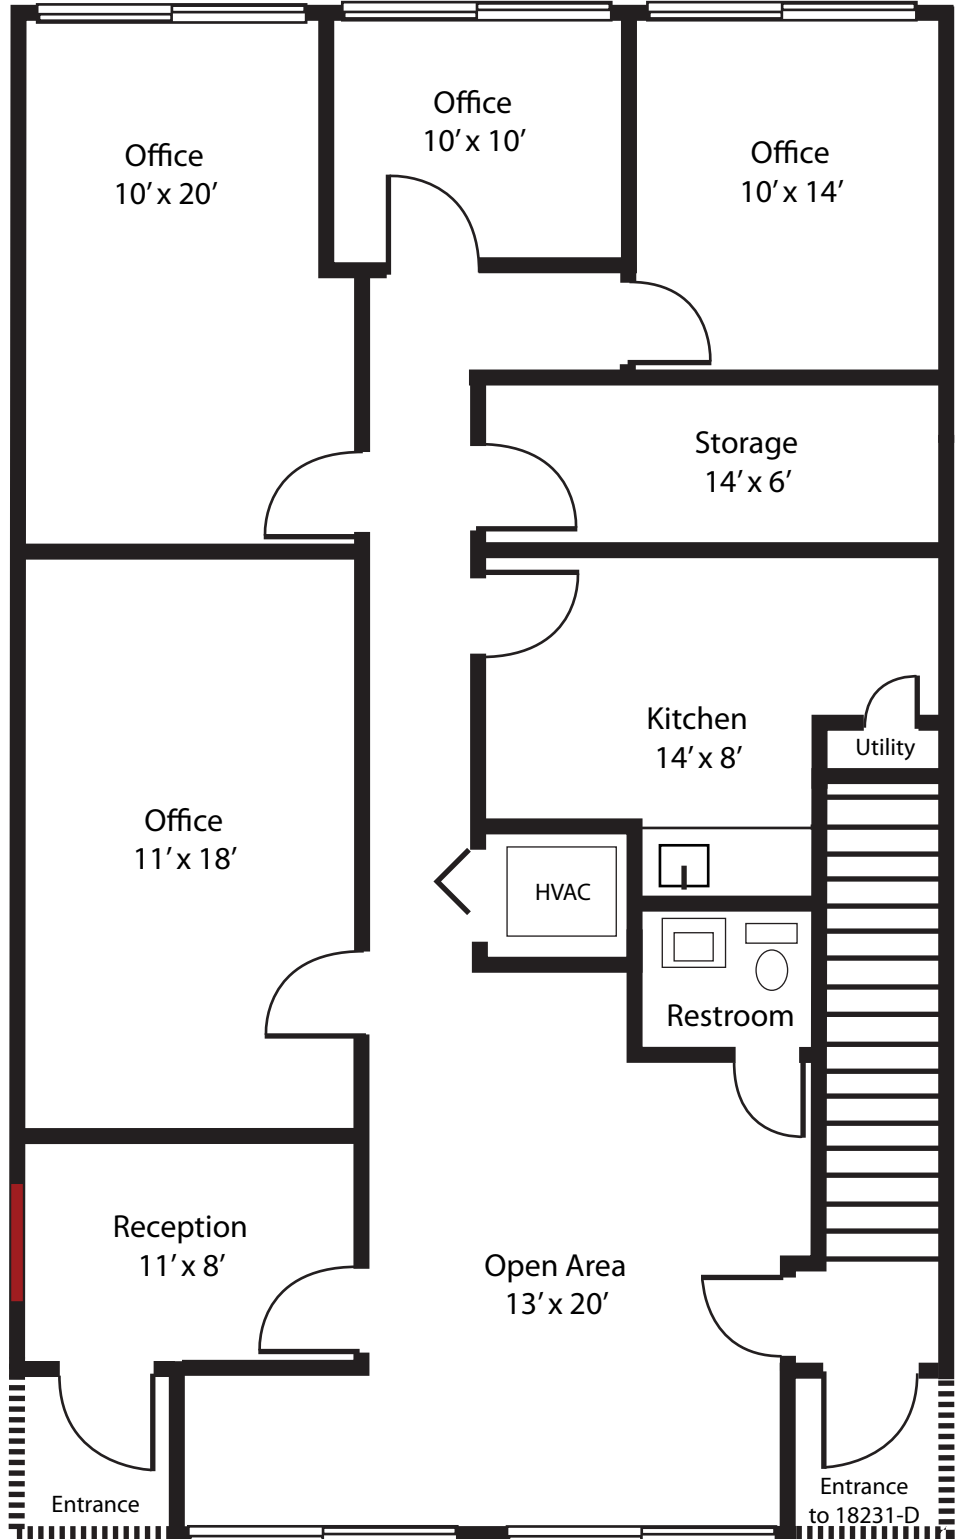 Office
10’ x 20’
Office
10’ x 10’
Office
10’ x 14’
Storage
14’ x 6’
Kitchen
14’ x 8’
Utility
Office
11’ x 18’
HVAC
Restroom
Reception
11’ x 8’
Open Area
13’ x 20’
Entrance
Entrance
to 18231-D